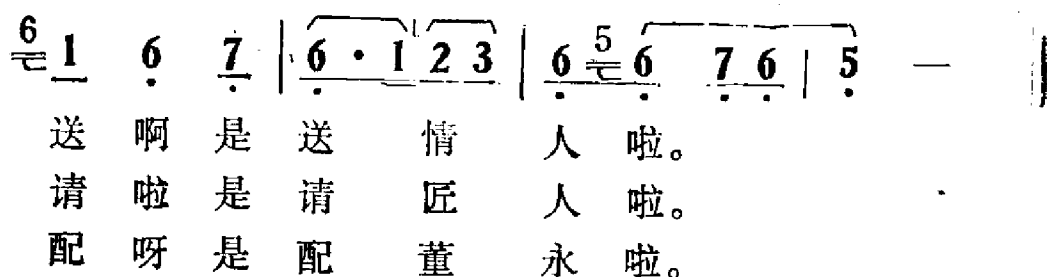 6 1 6 7 | 6 · 1 2 3 | 6 5 6 7 6 | 5 —
送 啊 是 送 情 人 啦。
请 啦 是 请 匠 人 啦。
配 呀 是 配 董 永 啦。